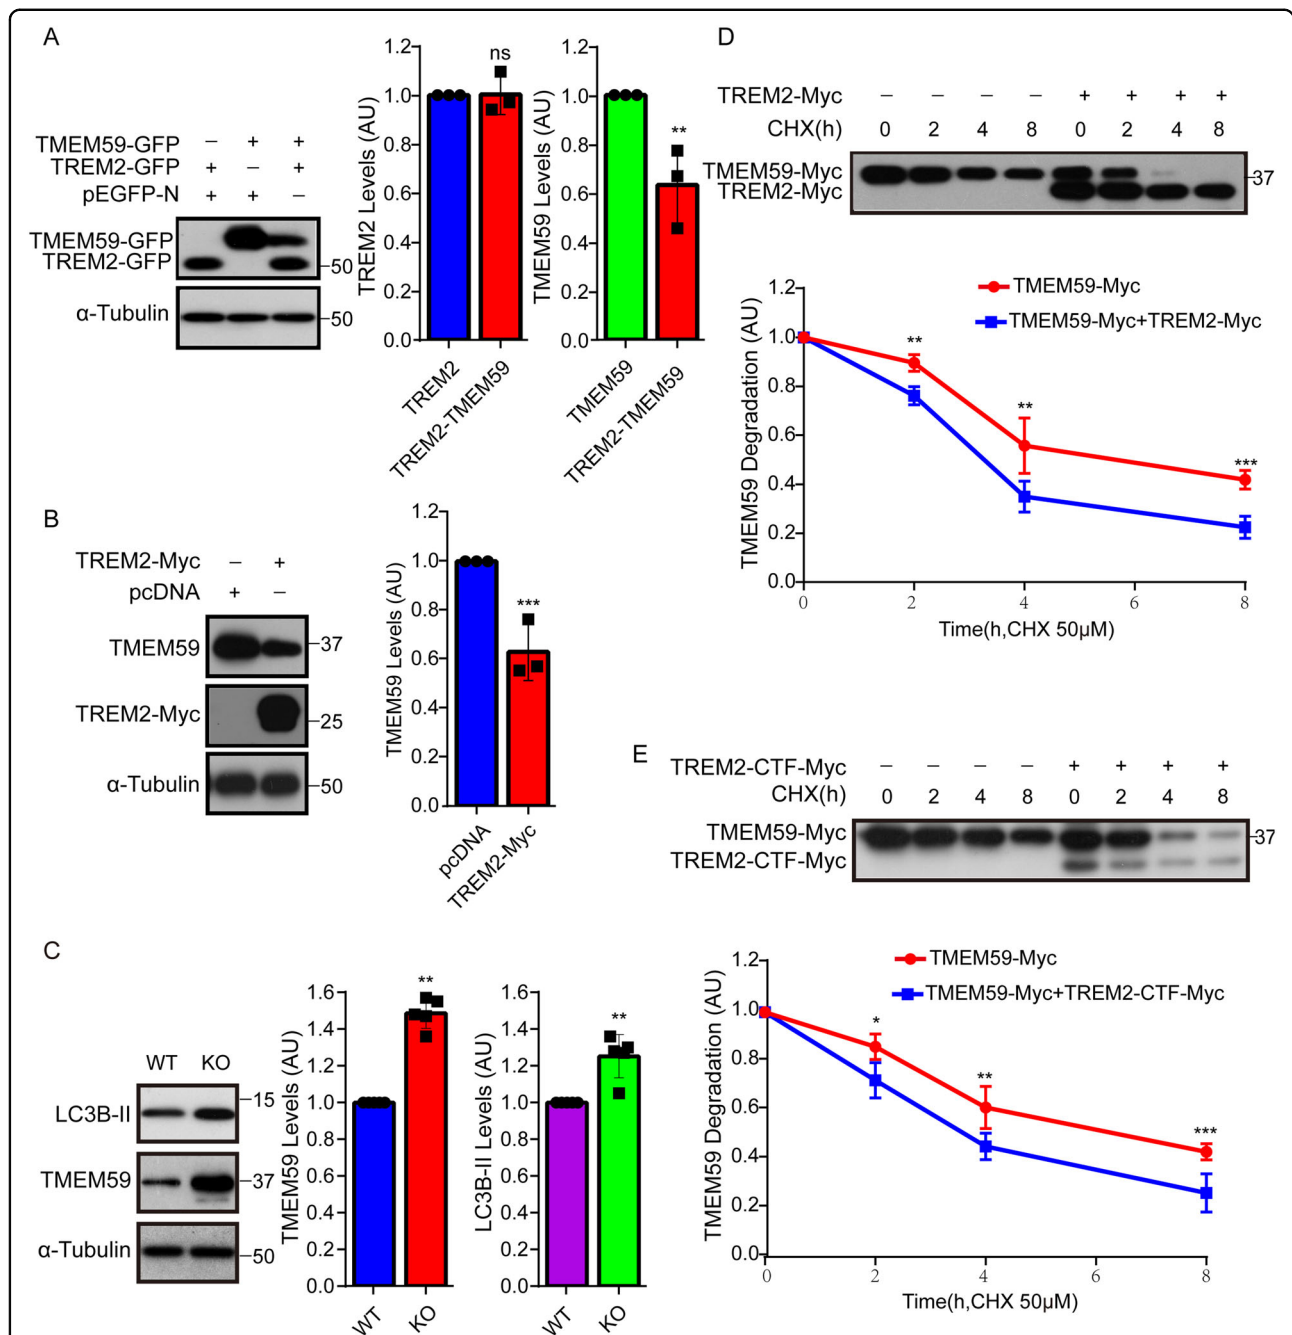 A
TMEM59-GFP − + +
TREM2-GFP + − +
pEGFP-N + + −
TMEM59-GFP
TREM2-GFP
50
α-Tubulin
50
TREM2 Levels (AU)
1.2
1.0
0.8
0.6
0.4
0.2
0.0
ns
TREM2
TREM2-TMEM59
TMEM59 Levels (AU)
1.2
1.0
0.8
0.6
0.4
0.2
0.0
**
TMEM59
TREM2-TMEM59
B
TREM2-Myc − +
pcDNA + −
TMEM59
37
TREM2-Myc
25
α-Tubulin
50
TMEM59 Levels (AU)
1.2
1.0
0.8
0.6
0.4
0.2
0.0
***
pcDNA
TREM2-Myc
C
WT KO
LC3B-II
15
TMEM59
37
α-Tubulin
50
TMEM59 Levels (AU)
1.6
1.4
1.2
1.0
0.8
0.6
0.4
0.2
0.0
**
WT
KO
LC3B-II Levels (AU)
1.6
1.4
1.2
1.0
0.8
0.6
0.4
0.2
0.0
**
WT
KO
D
TREM2-Myc − − − − + + + +
CHX(h) 0 2 4 8 0 2 4 8
TMEM59-Myc
TREM2-Myc
37
TMEM59-Myc
TMEM59-Myc+TREM2-Myc
TMEM59 Degradation (AU)
1.2
1.0
0.8
0.6
0.4
0.2
0.0
** ** ***
0 2 4 6 8
Time(h,CHX 50μM)
E
TREM2-CTF-Myc − − − − + + + +
CHX(h) 0 2 4 8 0 2 4 8
TMEM59-Myc
37
TREM2-CTF-Myc
TMEM59-Myc
TMEM59-Myc+TREM2-CTF-Myc
TMEM59 Degradation (AU)
1.2
1.0
0.8
0.6
0.4
0.2
0.0
* ** ***
0 2 4 6 8
Time(h,CHX 50μM)